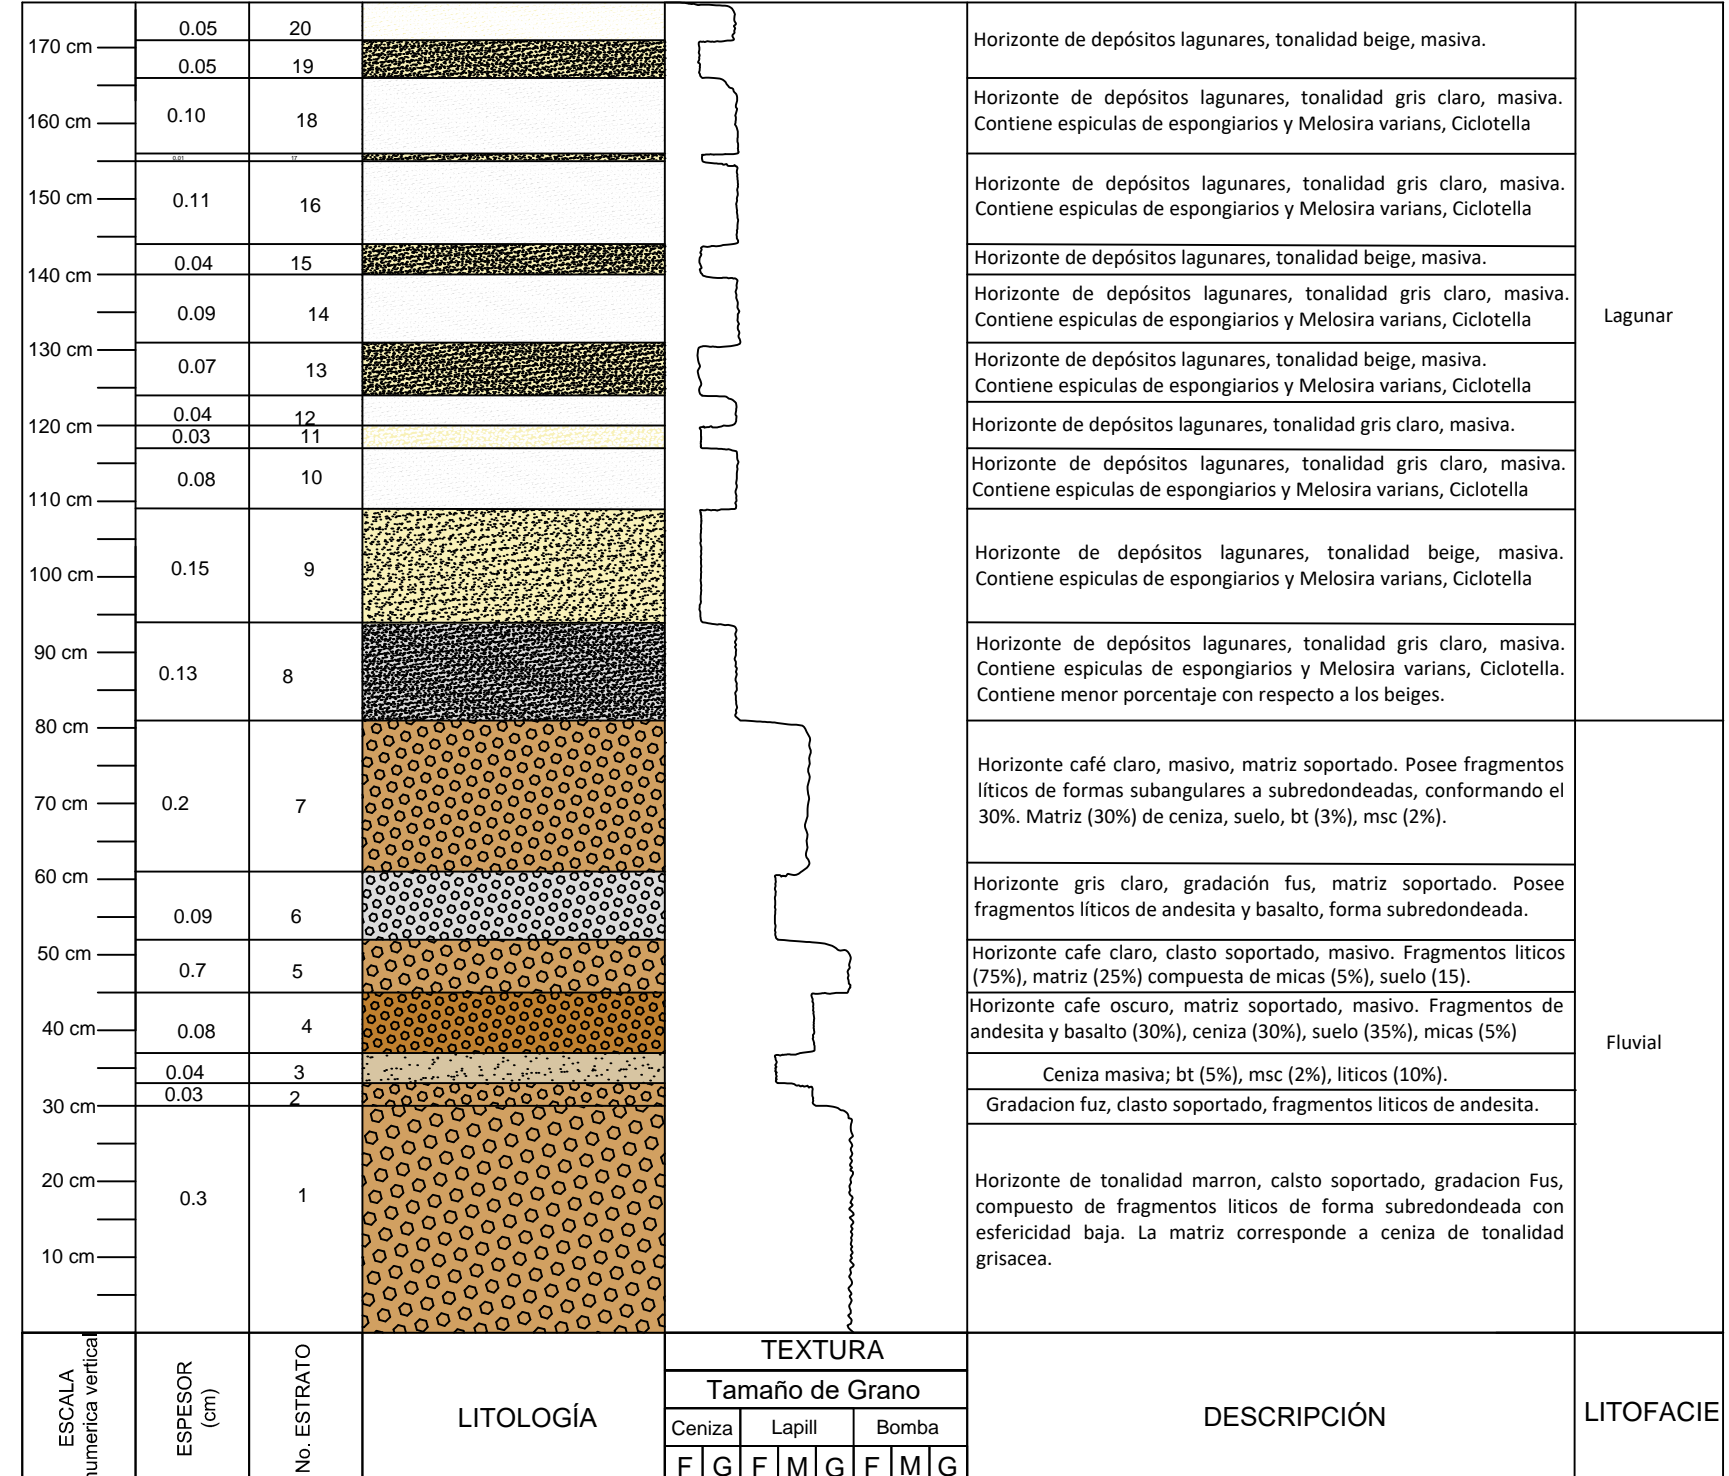 170 cm
0.05
20
0.05
19
Horizonte de depósitos lagunares, tonalidad beige, masiva.
160 cm
0.10
18
Horizonte de depósitos lagunares, tonalidad gris claro, masiva.
Contiene espiculas de espongiarios y Melosira varians, Ciclotella
0.01
17
150 cm
0.11
16
Horizonte de depósitos lagunares, tonalidad gris claro, masiva.
Contiene espiculas de espongiarios y Melosira varians, Ciclotella
0.04
15
Horizonte de depósitos lagunares, tonalidad beige, masiva.
140 cm
0.09
14
Horizonte de depósitos lagunares, tonalidad gris claro, masiva.
Contiene espiculas de espongiarios y Melosira varians, Ciclotella
Lagunar
130 cm
0.07
13
Horizonte de depósitos lagunares, tonalidad beige, masiva.
Contiene espiculas de espongiarios y Melosira varians, Ciclotella
0.04
12
120 cm
0.03
11
Horizonte de depósitos lagunares, tonalidad gris claro, masiva.
0.08
10
Horizonte de depósitos lagunares, tonalidad gris claro, masiva.
Contiene espiculas de espongiarios y Melosira varians, Ciclotella
110 cm
100 cm
0.15
9
Horizonte de depósitos lagunares, tonalidad beige, masiva.
Contiene espiculas de espongiarios y Melosira varians, Ciclotella
90 cm
0.13
8
Horizonte de depósitos lagunares, tonalidad gris claro, masiva.
Contiene espiculas de espongiarios y Melosira varians, Ciclotella.
Contiene menor porcentaje con respecto a los beiges.
80 cm
70 cm
0.2
7
Horizonte café claro, masivo, matriz soportado. Posee fragmentos
líticos de formas subangulares a subredondeadas, conformando el
30%. Matriz (30%) de ceniza, suelo, bt (3%), msc (2%).
60 cm
0.09
6
Horizonte gris claro, gradación fus, matriz soportado. Posee
fragmentos líticos de andesita y basalto, forma subredondeada.
50 cm
0.7
5
Horizonte cafe claro, clasto soportado, masivo. Fragmentos liticos
(75%), matriz (25%) compuesta de micas (5%), suelo (15).
40 cm
0.08
4
Horizonte cafe oscuro, matriz soportado, masivo. Fragmentos de
andesita y basalto (30%), ceniza (30%), suelo (35%), micas (5%)
Fluvial
0.04
3
Ceniza masiva; bt (5%), msc (2%), liticos (10%).
0.03
2
Gradacion fuz, clasto soportado, fragmentos liticos de andesita.
30 cm
20 cm
0.3
1
Horizonte de tonalidad marron, calsto soportado, gradacion Fus,
compuesto de fragmentos liticos de forma subredondeada con
esfericidad baja. La matriz corresponde a ceniza de tonalidad
grisacea.
10 cm
ESCALA
numerica vertical
ESPESOR
(cm)
No. ESTRATO
LITOLOGÍA
TEXTURA
Tamaño de Grano
Ceniza
Lapill
Bomba
F
G
F
M
G
F
M
G
DESCRIPCIÓN
LITOFACIE